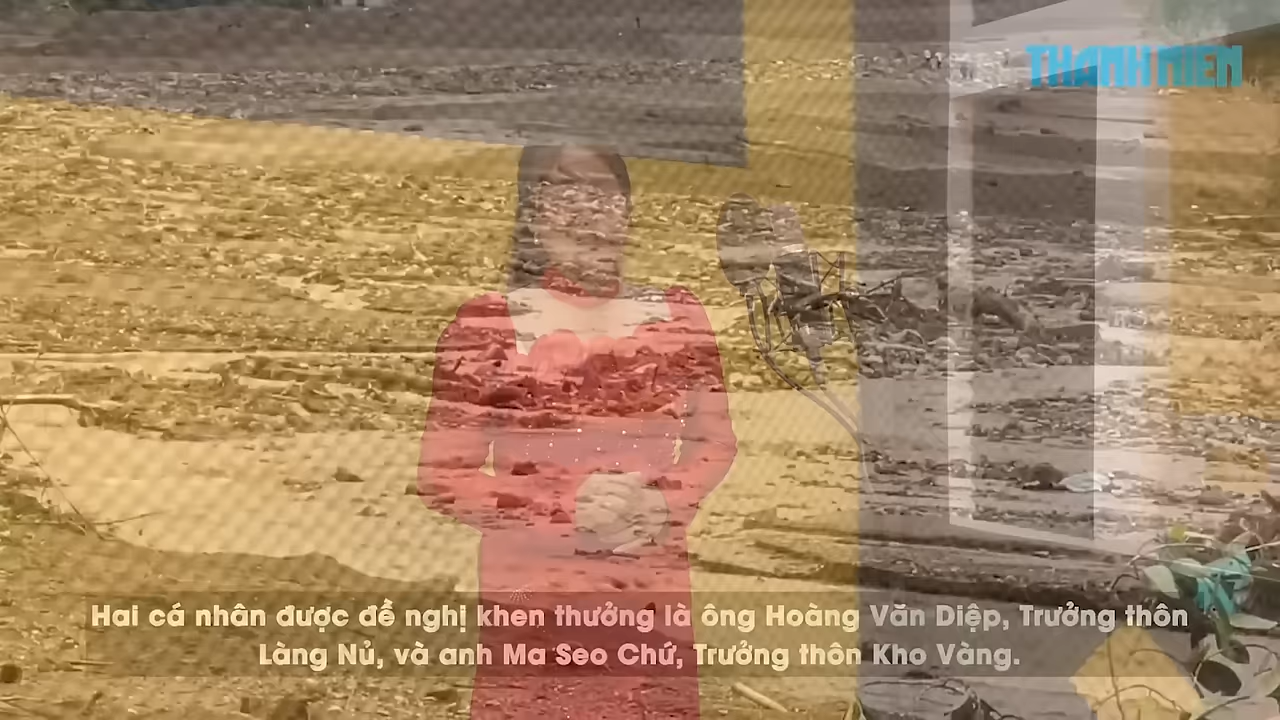 THANH NIEN
Hai cá nhân được đề nghị khen thưởng là ông Hoàng Văn Diệp, Trưởng thôn
Làng Nủ, và anh Ma Seo Chứ, Trưởng thôn Kho Vàng.